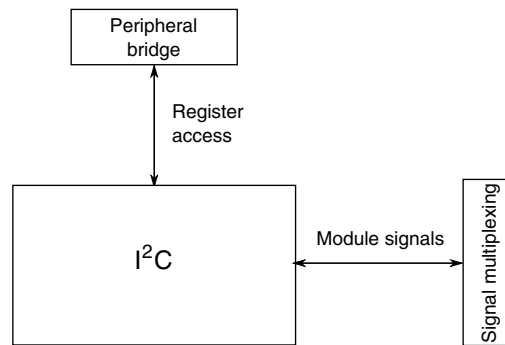 Peripheral
bridge
Register
access
I²C
Module signals
Signal multiplexing